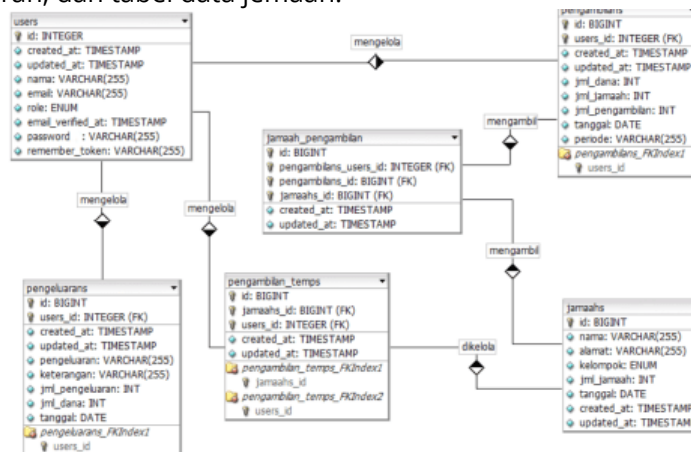 ran, dan tabel data jemaah.
users
id: INTEGER
created_at: TIMESTAMP
updated_at: TIMESTAMP
nama: VARCHAR(255)
email: VARCHAR(255)
role: ENUM
email_verified_at: TIMESTAMP
password : VARCHAR(255)
remember_token: VARCHAR(255)
mengelola
pengambilans
id: BIGINT
users_id: INTEGER (FK)
created_at: TIMESTAMP
updated_at: TIMESTAMP
jml_dana: INT
jml_jamaah: INT
jml_pengambilan: INT
tanggal: DATE
periode: VARCHAR(255)
pengambilans_FKIndex1
users_id
mengambil
jamaah_pengambilan
id: BIGINT
pengambilans_users_id: INTEGER (FK)
pengambilans_id: BIGINT (FK)
jamaahs_id: BIGINT (FK)
created_at: TIMESTAMP
updated_at: TIMESTAMP
mengelola
mengelola
mengambil
pengeluarans
id: BIGINT
users_id: INTEGER (FK)
created_at: TIMESTAMP
updated_at: TIMESTAMP
pengeluaran: VARCHAR(255)
keterangan: VARCHAR(255)
jml_pengeluaran: INT
jml_dana: INT
tanggal: DATE
pengeluarans_FKIndex1
users_id
pengambilan_temps
id: BIGINT
jamaahs_id: BIGINT (FK)
users_id: INTEGER (FK)
created_at: TIMESTAMP
updated_at: TIMESTAMP
pengambilan_temps_FKIndex1
jamaahs_id
pengambilan_temps_FKIndex2
users_id
dikelola
jamaahs
id: BIGINT
nama: VARCHAR(255)
alamat: VARCHAR(255)
kelompok: ENUM
jml_jamaah: INT
tanggal: DATE
created_at: TIMESTAMP
updated_at: TIMESTAMP